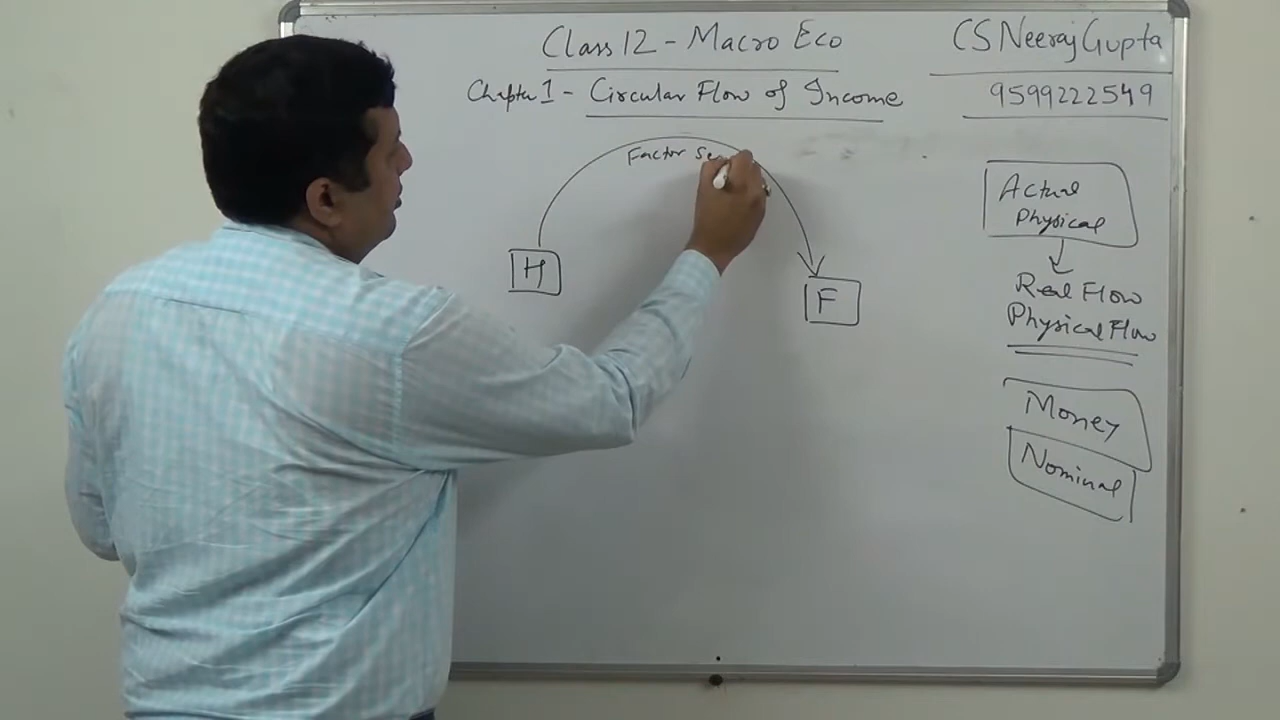 Class 12 - Macro Eco
CS Neeraj Gupta
Chapter 1 - Circular Flow of Income
9599222549
Factor Se
H
F
Actual
Physical
Real Flow
Physical Flow
Money
Nominal